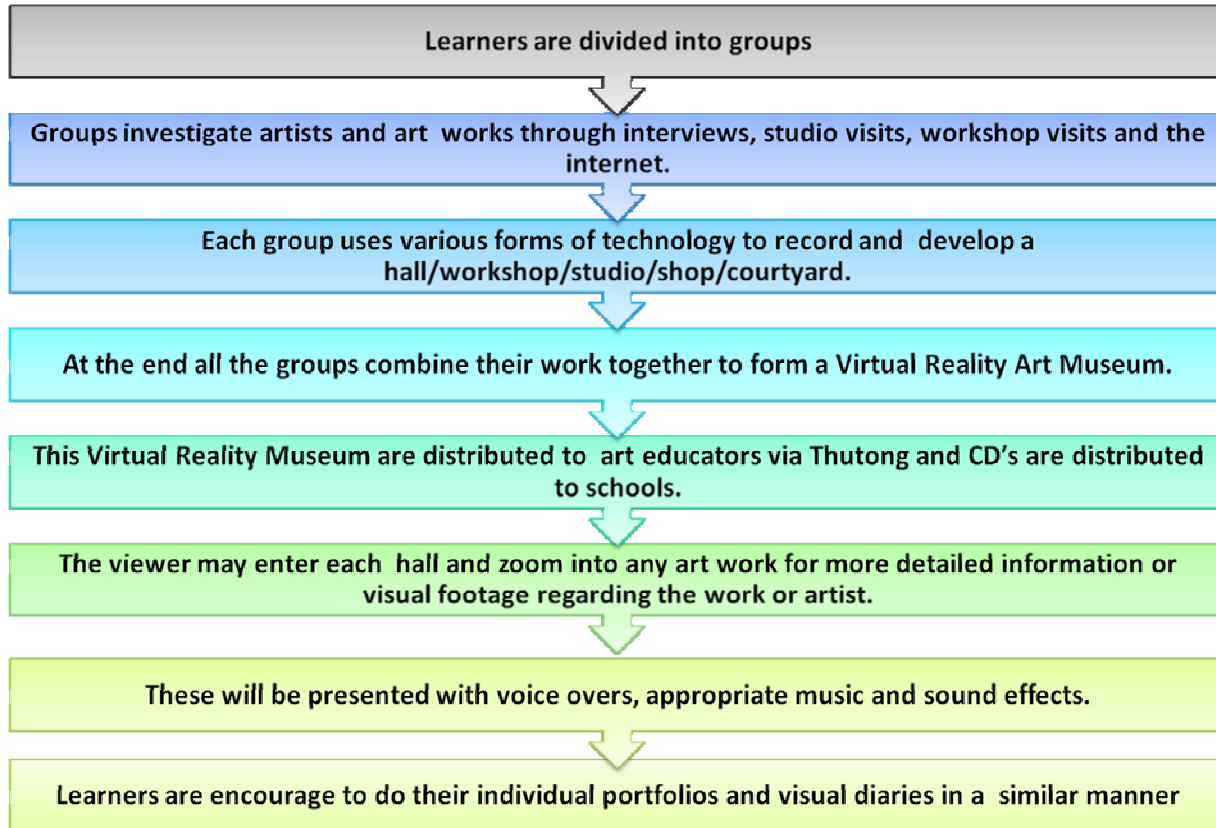 Learners are divided into groups
Groups investigate artists and art works through interviews, studio visits, workshop visits and the
internet.
Each group uses various forms of technology to record and develop a
hall/workshop/studio/shop/courtyard.
At the end all the groups combine their work together to form a Virtual Reality Art Museum.
This Virtual Reality Museum are distributed to art educators via Thutong and CD's are distributed
to schools.
The viewer may enter each hall and zoom into any art work for more detailed information or
visual footage regarding the work or artist.
These will be presented with voice overs, appropriate music and sound effects.
Learners are encourage to do their individual portfolios and visual diaries in a similar manner